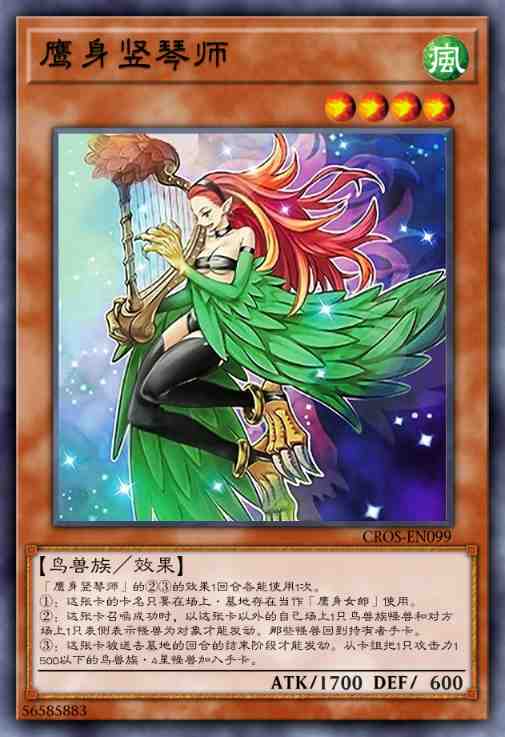 鹰身竖琴师
風
CROS-EN099
【鸟兽族／效果】
「鹰身竖琴师」的②③的效果1回合各能使用1次。
①：这张卡的卡名只要在场上·墓地存在当作「鹰身女郎」使用。
②：这张卡召唤成功时，以这张卡以外的自己场上1只鸟兽族怪兽和对方
场上1只表侧表示怪兽为对象才能发动。那些怪兽回到持有者手卡。
③：这张卡被送去墓地的回合的结束阶段才能发动。从卡组把1只攻击力1
500以下的鸟兽族·4星怪兽加入手卡。
ATK/1700 DEF/ 600
56585883